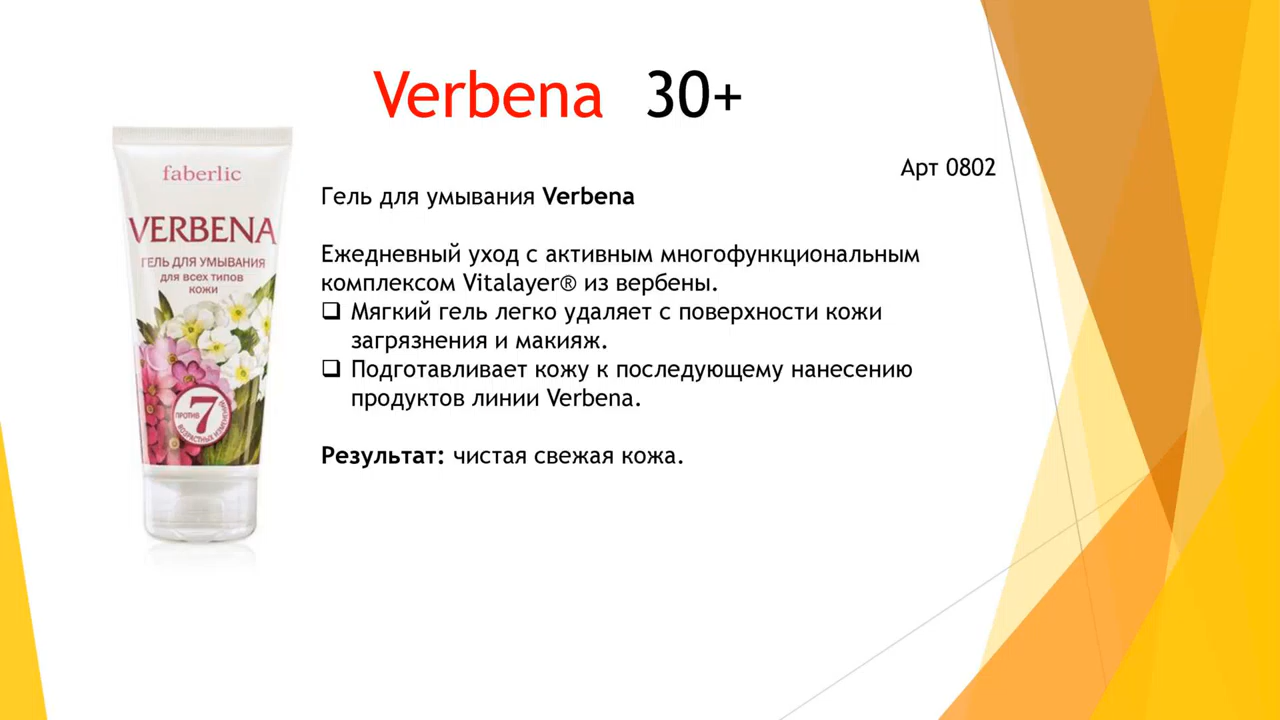 Verbena 30+
Арт 0802
Гель для умывания Verbena
Ежедневный уход с активным многофункциональным
комплексом Vitalayer® из вербены.
Мягкий гель легко удаляет с поверхности кожи
загрязнения и макияж.
Подготавливает кожу к последующему нанесению
продуктов линии Verbena.
Результат: чистая свежая кожа.
faberlic
VERBENA
ГЕЛЬ ДЛЯ УМЫВАНИЯ
для всех типов
кожи
ПРОТИВ
7
ВОЗРАСТНЫХ ИЗМЕНЕНИЙ